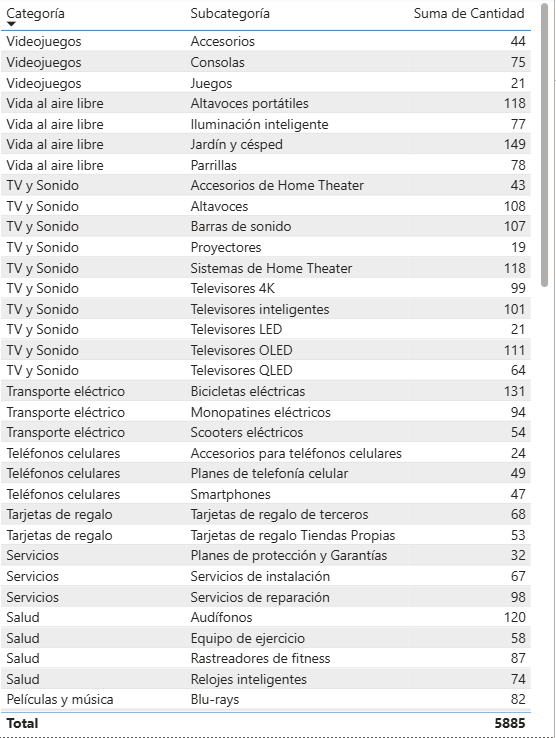 Categoría Subcategoría Suma de Cantidad
Videojuegos Accesorios 44
Videojuegos Consolas 75
Videojuegos Juegos 21
Vida al aire libre Altavoces portátiles 118
Vida al aire libre Iluminación inteligente 77
Vida al aire libre Jardín y césped 149
Vida al aire libre Parrillas 78
TV y Sonido Accesorios de Home Theater 43
TV y Sonido Altavoces 108
TV y Sonido Barras de sonido 107
TV y Sonido Proyectores 19
TV y Sonido Sistemas de Home Theater 118
TV y Sonido Televisores 4K 99
TV y Sonido Televisores inteligentes 101
TV y Sonido Televisores LED 21
TV y Sonido Televisores OLED 111
TV y Sonido Televisores QLED 64
Transporte eléctrico Bicicletas eléctricas 131
Transporte eléctrico Monopatines eléctricos 94
Transporte eléctrico Scooters eléctricos 54
Teléfonos celulares Accesorios para teléfonos celulares 24
Teléfonos celulares Planes de telefonía celular 49
Teléfonos celulares Smartphones 47
Tarjetas de regalo Tarjetas de regalo de terceros 68
Tarjetas de regalo Tarjetas de regalo Tiendas Propias 53
Servicios Planes de protección y Garantías 32
Servicios Servicios de instalación 67
Servicios Servicios de reparación 98
Salud Audífonos 120
Salud Equipo de ejercicio 58
Salud Rastreadores de fitness 87
Salud Relojes inteligentes 74
Películas y música Blu-rays 82
Total 5885